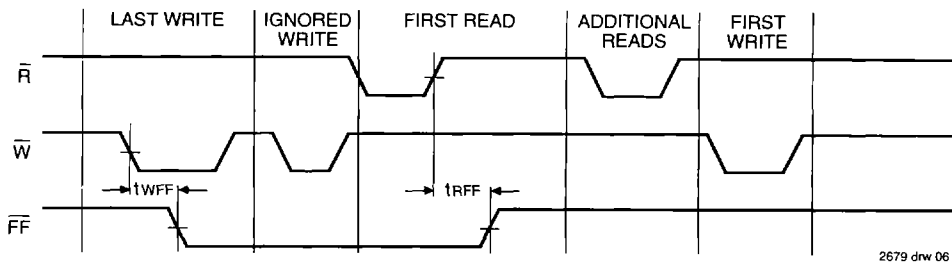 LAST WRITE
IGNORED
WRITE
FIRST READ
ADDITIONAL
READS
FIRST
WRITE
R̅
W̅
tWFF
tRFF
F̅F̅
2679 drw 06